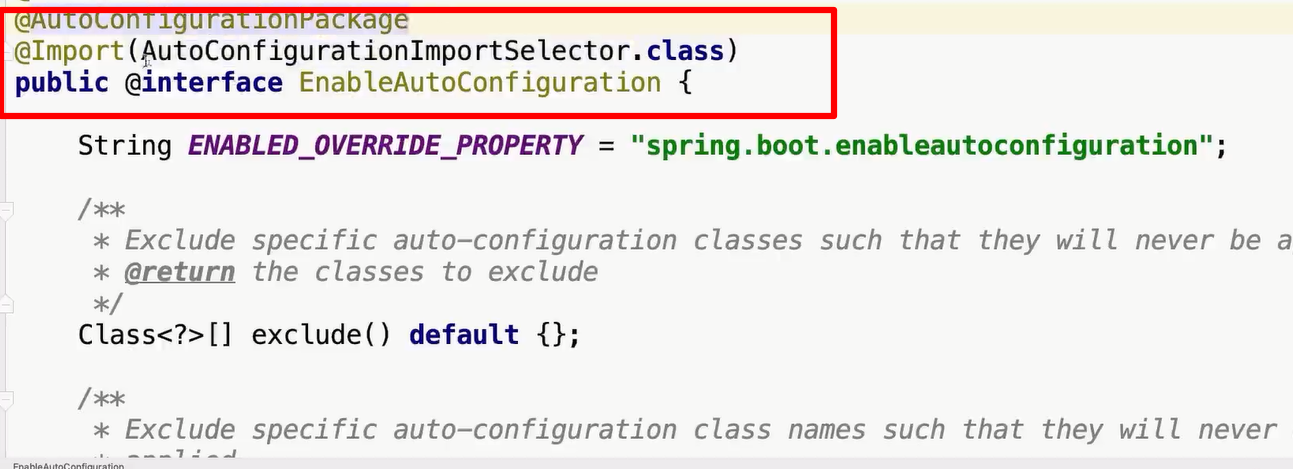 @AutoConfigurationPackage
@Import(AutoConfigurationImportSelector.class)
public @interface EnableAutoConfiguration {
String ENABLED_OVERRIDE_PROPERTY = "spring.boot.enableautoconfiguration";
/**
* Exclude specific auto-configuration classes such that they will never be a
* @return the classes to exclude
*/
Class<?>[] exclude() default {};
/**
* Exclude specific auto-configuration class names such that they will never
* applied
EnableAutoConfiguration